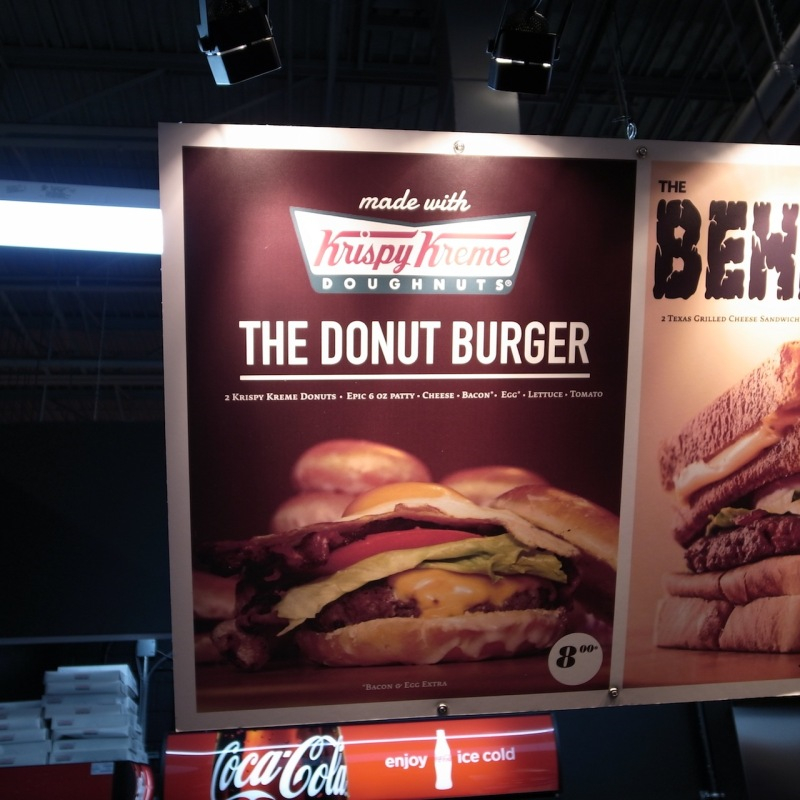 made with
Krispy Kreme
DOUGHNUTS®
THE DONUT BURGER
2 Krispy Kreme Donuts • Epic 6 oz patty • Cheese • Bacon* • Egg* • Lettuce • Tomato
8 00*
*Bacon & Egg Extra
THE
BEH
2 Texas Grilled Cheese Sandwich
Coca-Cola
enjoy ice cold